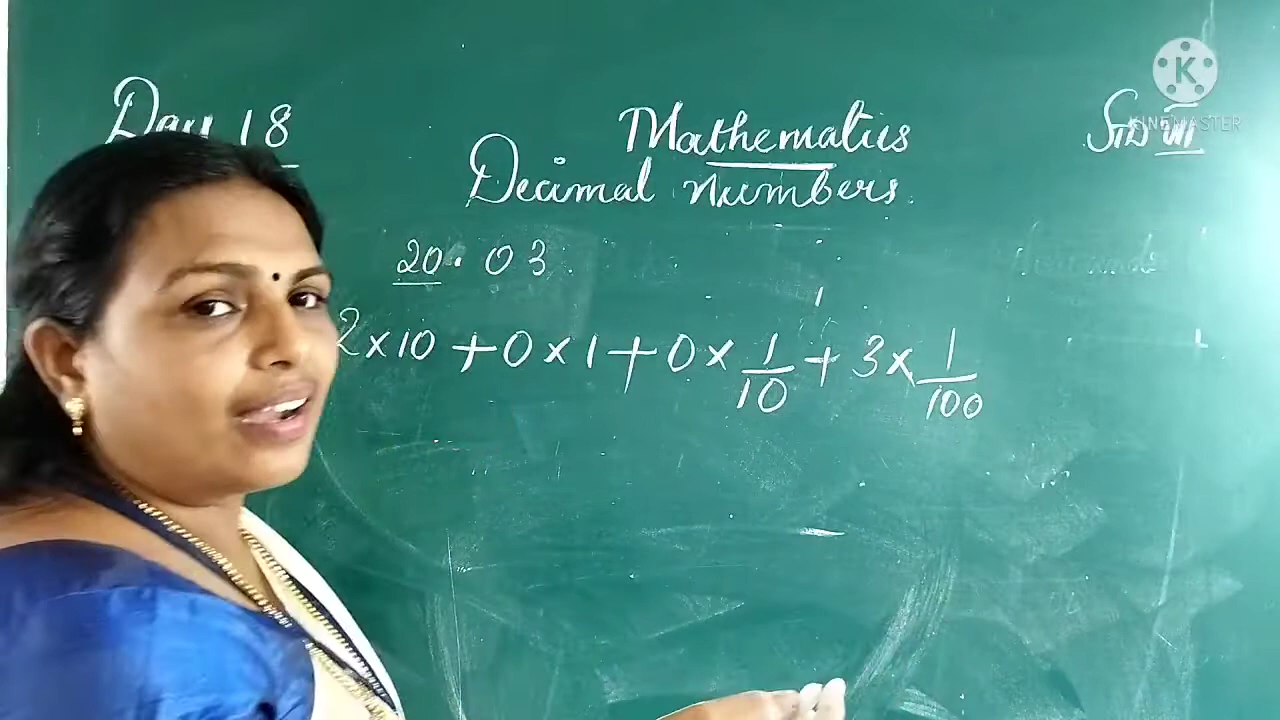 Day 18
Mathematics
STD VII
Decimal numbers
20.03
2 × 10 + 0 × 1 + 0 × 1/10 + 3 × 1/100
KINEMASTER